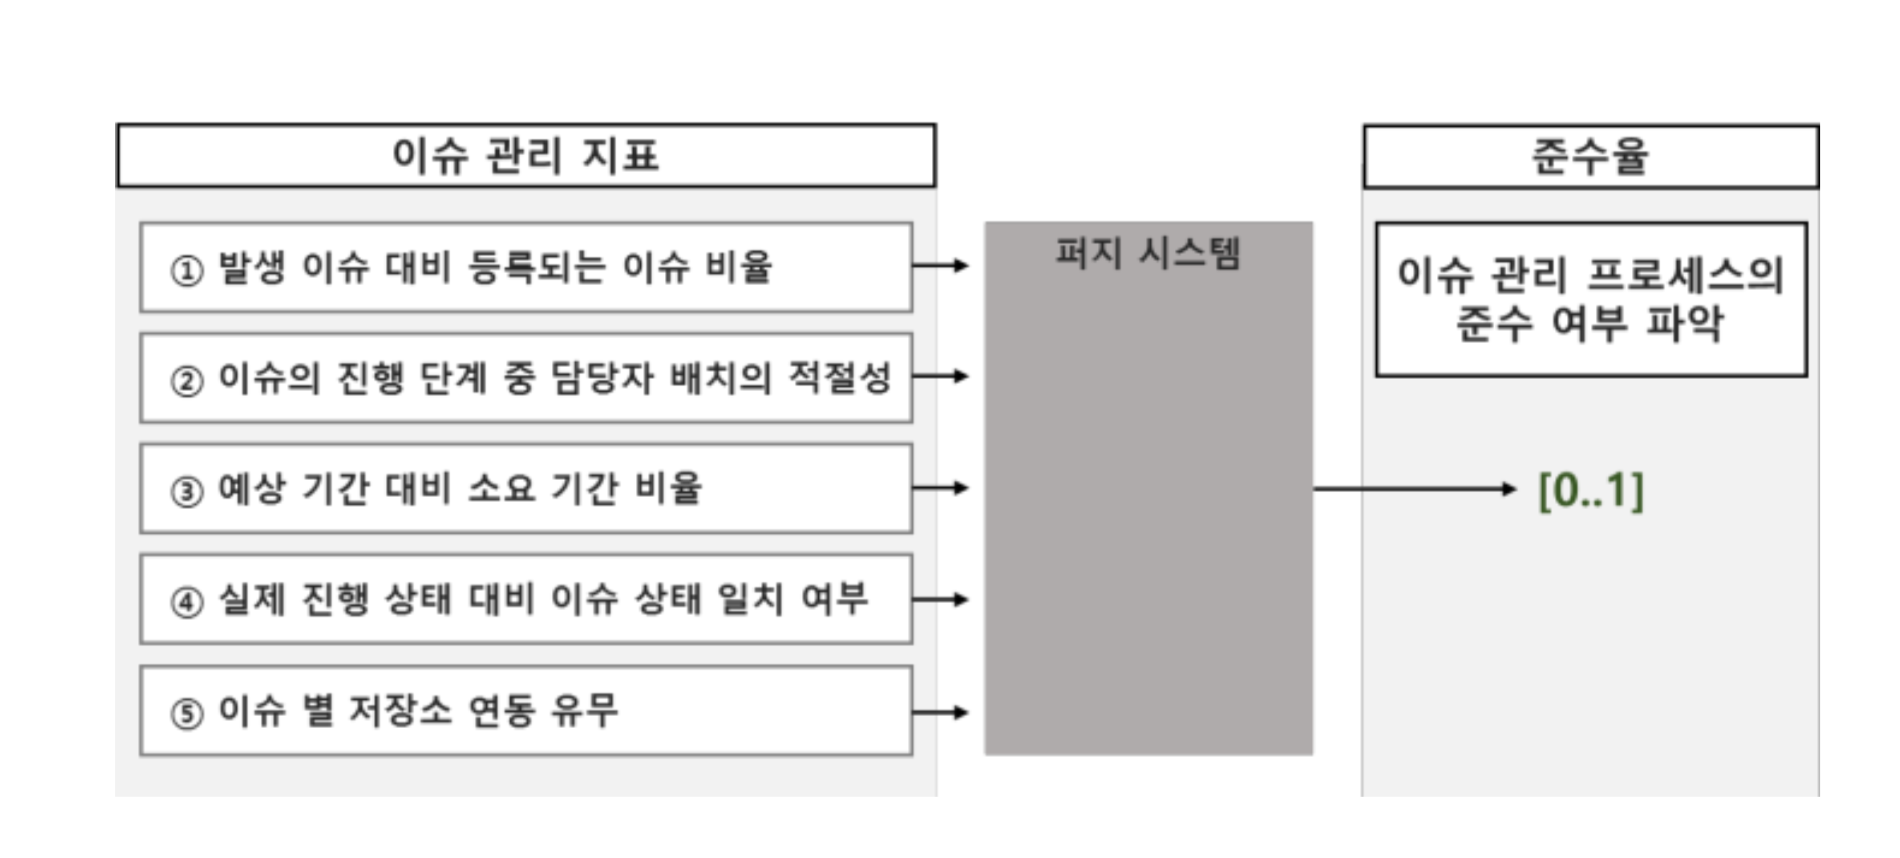 이슈 관리 지표
① 발생 이슈 대비 등록되는 이슈 비율
② 이슈의 진행 단계 중 담당자 배치의 적절성
③ 예상 기간 대비 소요 기간 비율
④ 실제 진행 상태 대비 이슈 상태 일치 여부
⑤ 이슈 별 저장소 연동 유무
퍼지 시스템
준수율
이슈 관리 프로세스의
준수 여부 파악
[0..1]